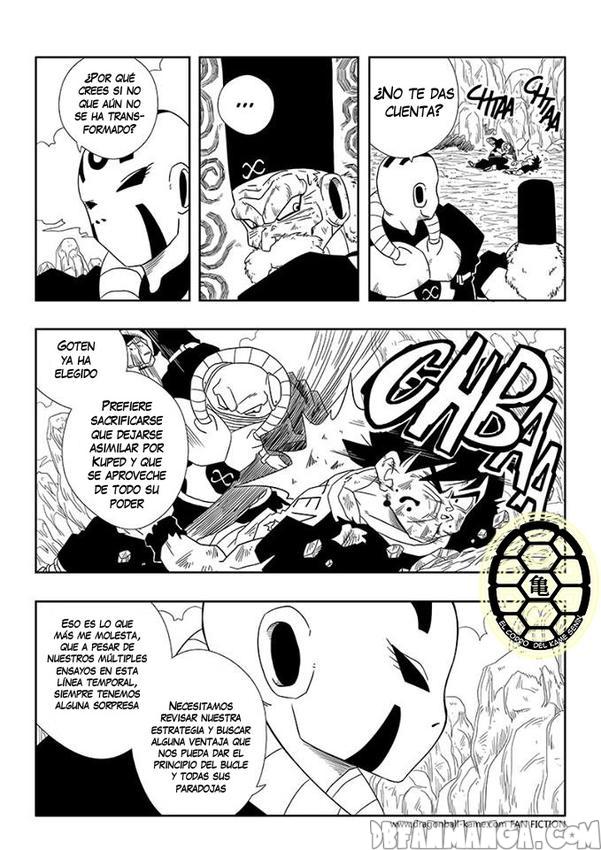 ¿NO TE DAS
CUENTA?
CHTAA
CHTAA
...
¿POR QUÉ
CREES SI NO
QUE AÚN NO
SE HA TRANS-
FORMADO?
GOTEN
YA HA
ELEGIDO
PREFIERE
SACRIFICARSE
QUE DEJARSE
ASIMILAR POR
KUPED Y QUE
SE APROVECHE
DE TODO SU
PODER
CHBAAA
亀
ESO ES LO QUE
MÁS ME MOLESTA,
QUE A PESAR DE
NUESTROS MÚLTIPLES
ENSAYOS EN ESTA
LÍNEA TEMPORAL,
SIEMPRE TENEMOS
ALGUNA SORPRESA
NECESITAMOS
REVISAR NUESTRA
ESTRATEGIA Y BUSCAR
ALGUNA VENTAJA QUE
NOS PUEDA DAR EL
PRINCIPIO DEL BUCLE
Y TODAS SUS
PARADOJAS
www.dragonball-kame.com FAN FICTION
DBFANMANGA.COM